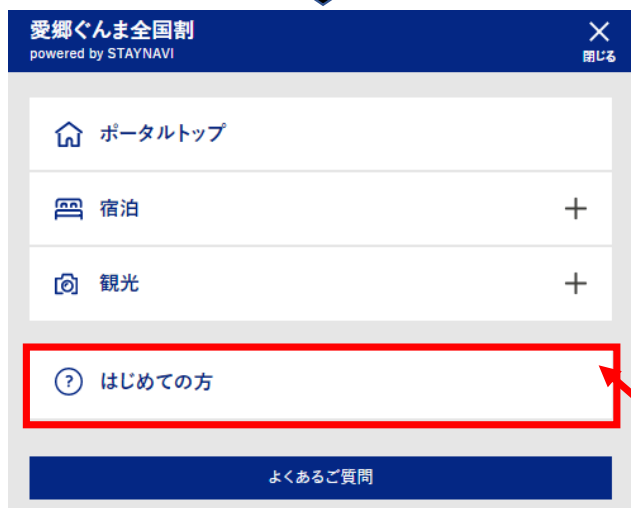 愛郷ぐんま全国割
powered by STAYNAVI
閉じる
ポータルトップ
宿泊
観光
はじめての方
よくあるご質問